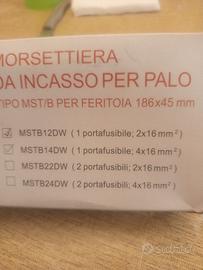 MORSETTIERA
DA INCASSO PER PALO
TIPO MST/B PER FERITOIA 186x45 mm
MSTB12DW ( 1 portafusibile; 2x16 mm²)
MSTB14DW ( 1 portafusibile; 4x16 mm²)
MSTB22DW ( 2 portafusibili; 2x16 mm²)
MSTB24DW ( 2 portafusibili; 4x16 mm²)
subito